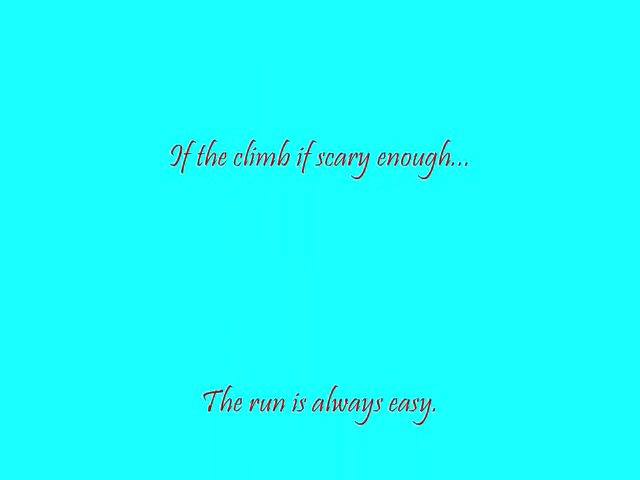 If the climb if scary enough...
The run is always easy.